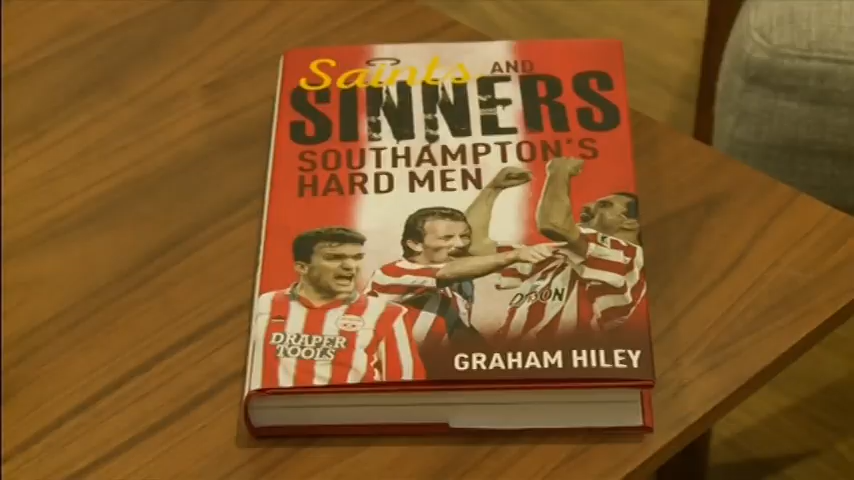 Saints AND
SINNERS
SOUTHAMPTON'S
HARD MEN
DRAPER
TOOLS
GRAHAM HILEY